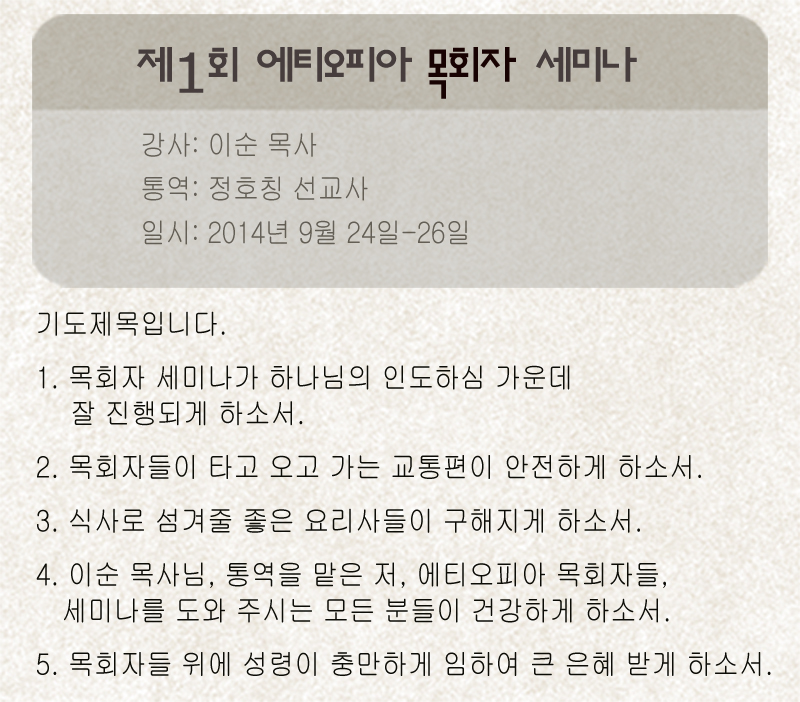 제1회 에티오피아 목회자 세미나
강사: 이순 목사
통역: 정호칭 선교사
일시: 2014년 9월 24일-26일
기도제목입니다.
1. 목회자 세미나가 하나님의 인도하심 가운데
잘 진행되게 하소서.
2. 목회자들이 타고 오고 가는 교통편이 안전하게 하소서.
3. 식사로 섬겨줄 좋은 요리사들이 구해지게 하소서.
4. 이순 목사님, 통역을 맡은 저, 에티오피아 목회자들,
세미나를 도와 주시는 모든 분들이 건강하게 하소서.
5. 목회자들 위에 성령이 충만하게 임하여 큰 은혜 받게 하소서.